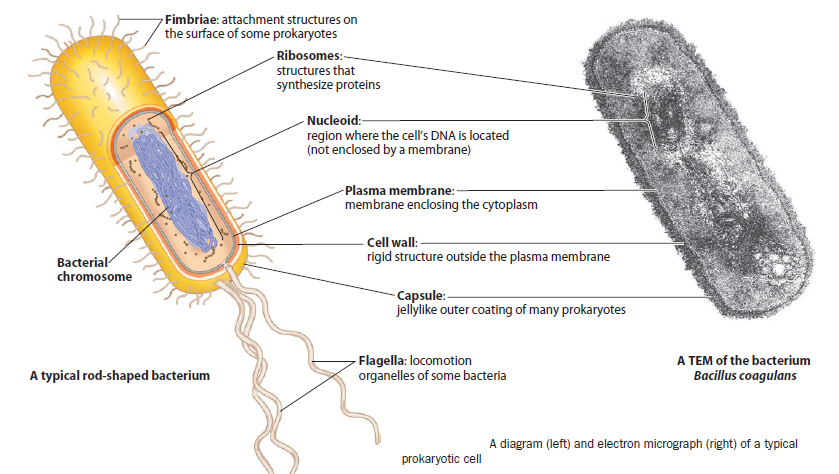 Fimbriae: attachment structures on
the surface of some prokaryotes
Ribosomes:
structures that
synthesize proteins
Nucleoid:
region where the cell's DNA is located
(not enclosed by a membrane)
Plasma membrane:
membrane enclosing the cytoplasm
Cell wall:
rigid structure outside the plasma membrane
Bacterial
chromosome
Capsule:
jellylike outer coating of many prokaryotes
Flagella: locomotion
organelles of some bacteria
A typical rod-shaped bacterium
A TEM of the bacterium
Bacillus coagulans
A diagram (left) and electron micrograph (right) of a typical
prokaryotic cell